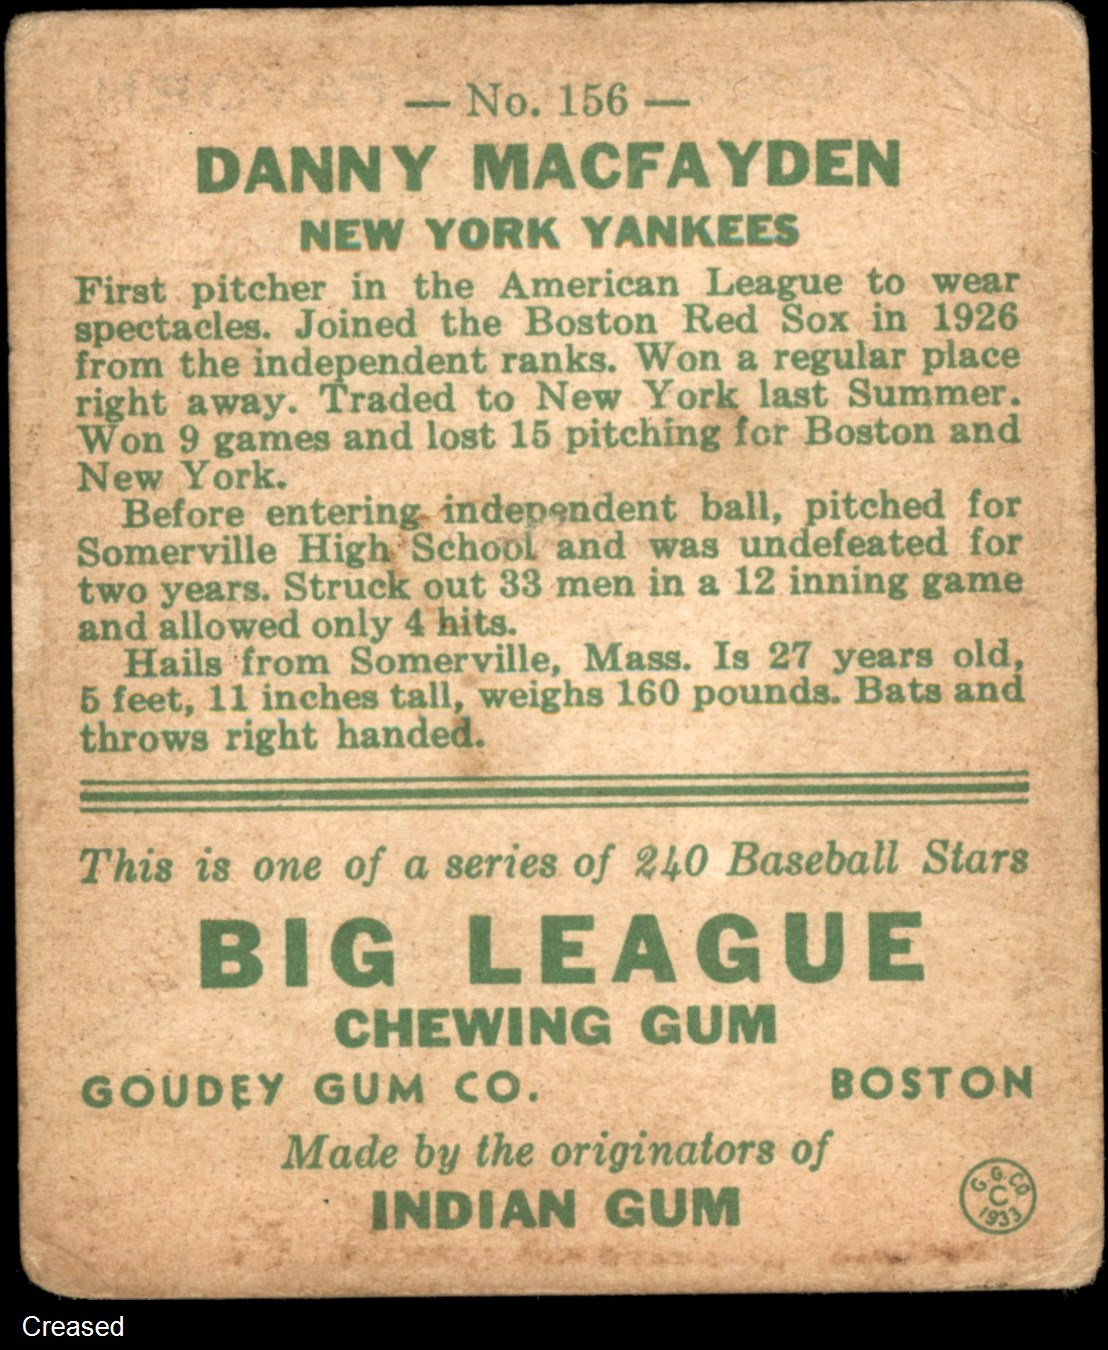 — No. 156 —
DANNY MACFAYDEN
NEW YORK YANKEES
First pitcher in the American League to wear
spectacles. Joined the Boston Red Sox in 1926
from the independent ranks. Won a regular place
right away. Traded to New York last Summer.
Won 9 games and lost 15 pitching for Boston and
New York.
Before entering independent ball, pitched for
Somerville High School and was undefeated for
two years. Struck out 33 men in a 12 inning game
and allowed only 4 hits.
Hails from Somerville, Mass. Is 27 years old,
5 feet, 11 inches tall, weighs 160 pounds. Bats and
throws right handed.
This is one of a series of 240 Baseball Stars
BIG LEAGUE
CHEWING GUM
GOUDEY GUM CO. BOSTON
Made by the originators of
INDIAN GUM
G. G. CO.
C
1933
Creased